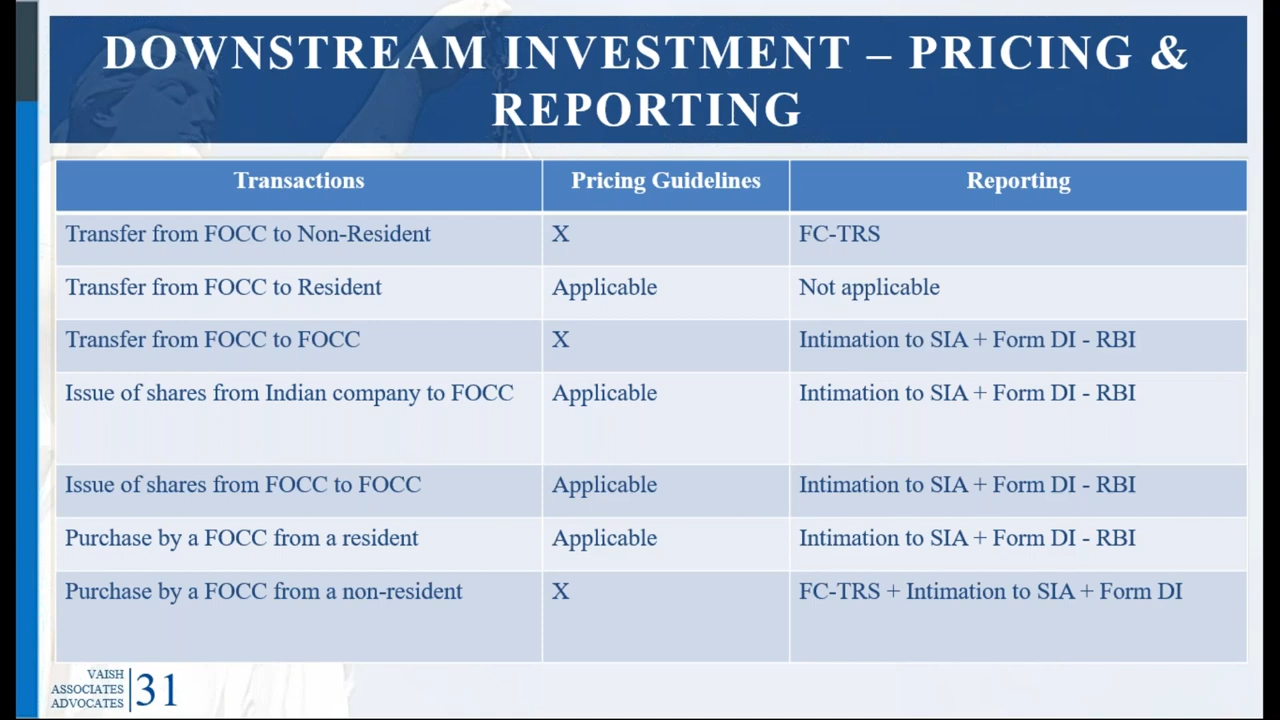 DOWNSTREAM INVESTMENT – PRICING &
REPORTING
Transactions Pricing Guidelines Reporting
Transfer from FOCC to Non-Resident X FC-TRS
Transfer from FOCC to Resident Applicable Not applicable
Transfer from FOCC to FOCC X Intimation to SIA + Form DI - RBI
Issue of shares from Indian company to FOCC Applicable Intimation to SIA + Form DI - RBI
Issue of shares from FOCC to FOCC Applicable Intimation to SIA + Form DI - RBI
Purchase by a FOCC from a resident Applicable Intimation to SIA + Form DI - RBI
Purchase by a FOCC from a non-resident X FC-TRS + Intimation to SIA + Form DI
VAISH
ASSOCIATES
ADVOCATES
31